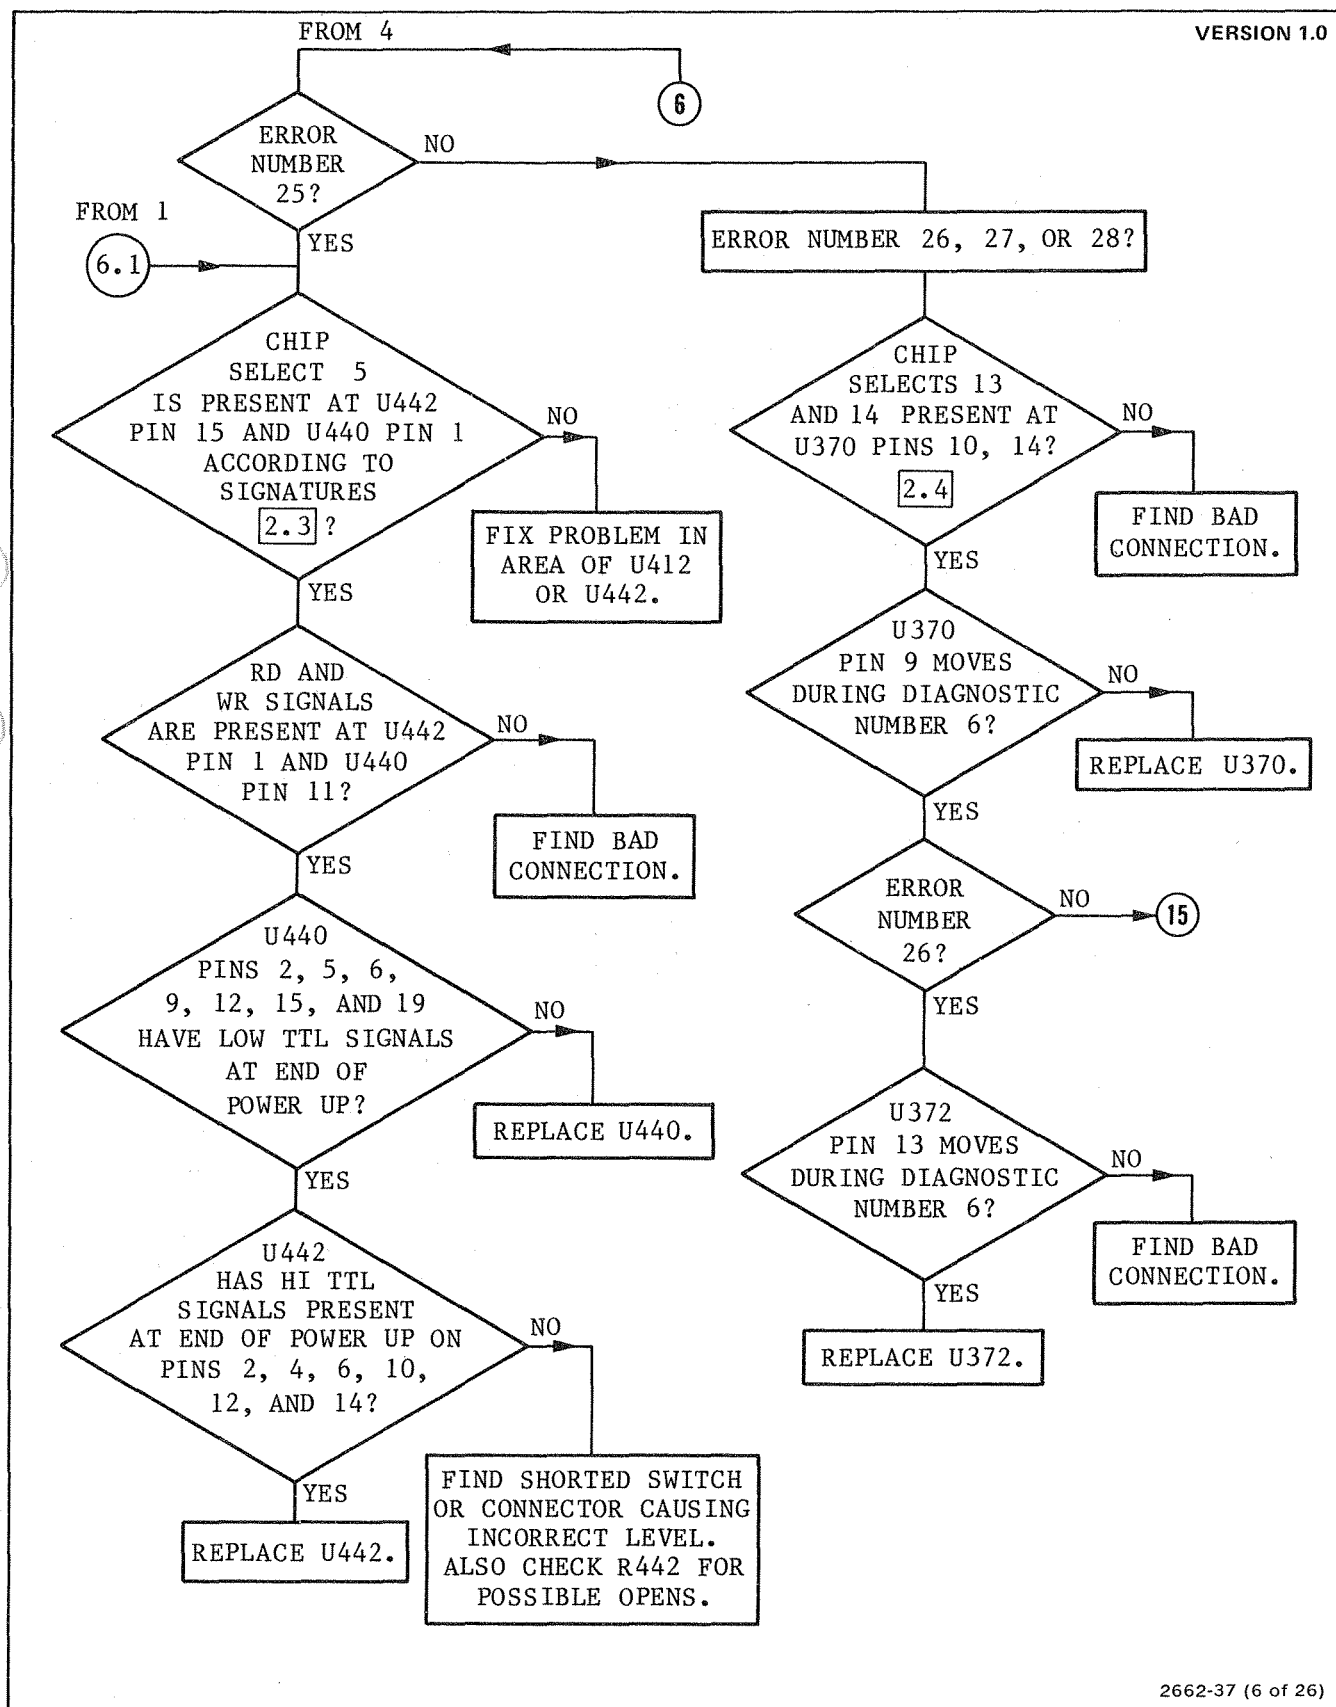 FROM 4
VERSION 1.0
6
ERROR
NUMBER
25?
NO
YES
FROM 1
6.1
CHIP
SELECT 5
IS PRESENT AT U442
PIN 15 AND U440 PIN 1
ACCORDING TO
SIGNATURES
2.3 ?
NO
FIX PROBLEM IN
AREA OF U412
OR U442.
YES
RD AND
WR SIGNALS
ARE PRESENT AT U442
PIN 1 AND U440
PIN 11?
NO
FIND BAD
CONNECTION.
YES
U440
PINS 2, 5, 6,
9, 12, 15, AND 19
HAVE LOW TTL SIGNALS
AT END OF
POWER UP?
NO
REPLACE U440.
YES
U442
HAS HI TTL
SIGNALS PRESENT
AT END OF POWER UP ON
PINS 2, 4, 6, 10,
12, AND 14?
NO
FIND SHORTED SWITCH
OR CONNECTOR CAUSING
INCORRECT LEVEL.
ALSO CHECK R442 FOR
POSSIBLE OPENS.
YES
REPLACE U442.
ERROR NUMBER 26, 27, OR 28?
CHIP
SELECTS 13
AND 14 PRESENT AT
U370 PINS 10, 14?
2.4
NO
FIND BAD
CONNECTION.
YES
U370
PIN 9 MOVES
DURING DIAGNOSTIC
NUMBER 6?
NO
REPLACE U370.
YES
ERROR
NUMBER
26?
NO
15
YES
U372
PIN 13 MOVES
DURING DIAGNOSTIC
NUMBER 6?
NO
FIND BAD
CONNECTION.
YES
REPLACE U372.
2662-37 (6 of 26)